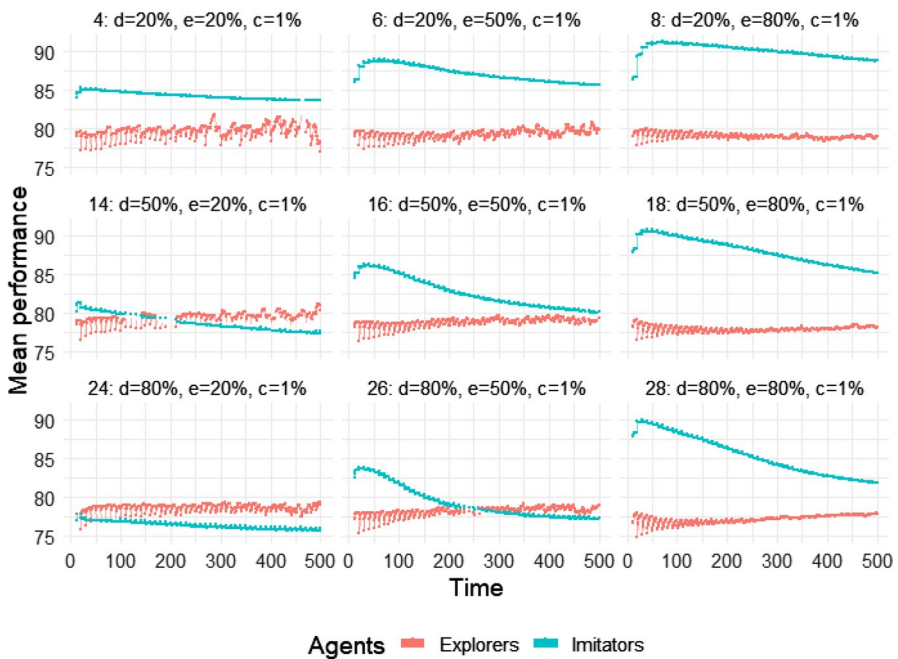 4: d=20%, e=20%, c=1% 6: d=20%, e=50%, c=1% 8: d=20%, e=80%, c=1%
90
85
80
75
14: d=50%, e=20%, c=1% 16: d=50%, e=50%, c=1% 18: d=50%, e=80%, c=1%
90
85
80
75
24: d=80%, e=20%, c=1% 26: d=80%, e=50%, c=1% 28: d=80%, e=80%, c=1%
90
85
80
75
Mean performance
0 100 200 300 400 500 0 100 200 300 400 500 0 100 200 300 400 500
Time
Agents Explorers Imitators